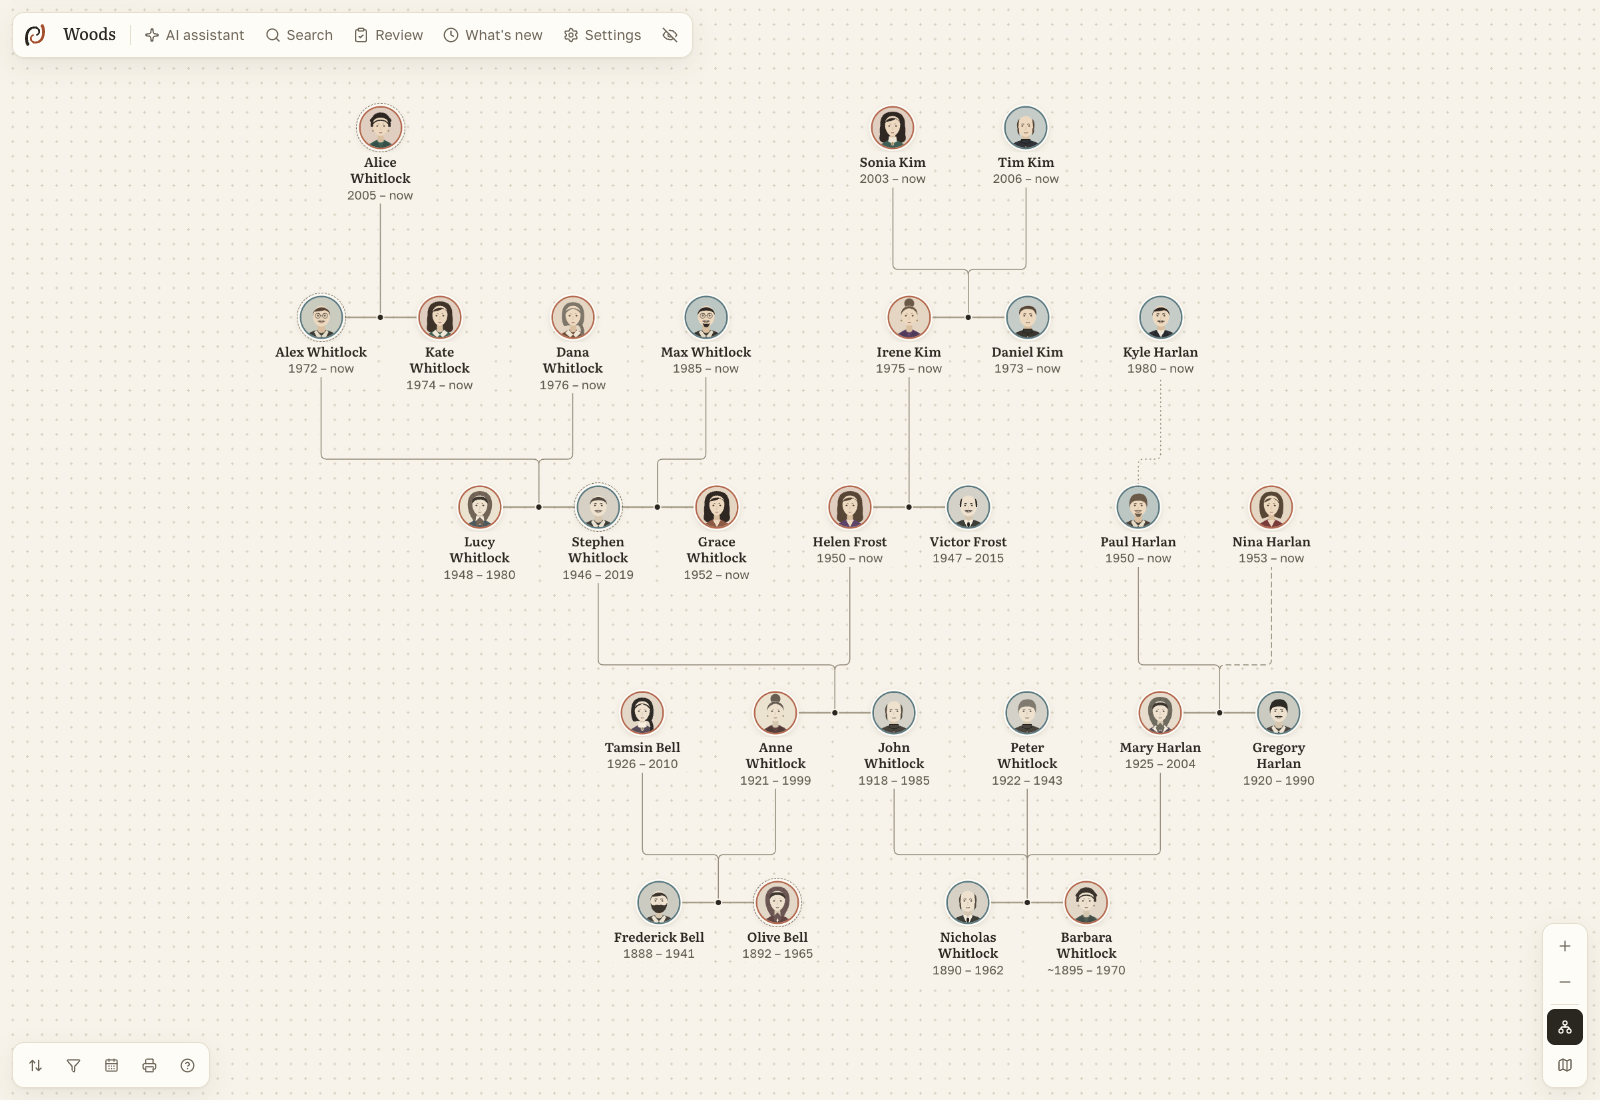 Woods
AI assistant
Search
Review
What's new
Settings
Alice
Whitlock
2005 – now
Sonia Kim
2003 – now
Tim Kim
2006 – now
Alex Whitlock
1972 – now
Kate
Whitlock
1974 – now
Dana
Whitlock
1976 – now
Max Whitlock
1985 – now
Irene Kim
1975 – now
Daniel Kim
1973 – now
Kyle Harlan
1980 – now
Lucy
Whitlock
1948 – 1980
Stephen
Whitlock
1946 – 2019
Grace
Whitlock
1952 – now
Helen Frost
1950 – now
Victor Frost
1947 – 2015
Paul Harlan
1950 – now
Nina Harlan
1953 – now
Tamsin Bell
1926 – 2010
Anne
Whitlock
1921 – 1999
John
Whitlock
1918 – 1985
Peter
Whitlock
1922 – 1943
Mary Harlan
1925 – 2004
Gregory
Harlan
1920 – 1990
Frederick Bell
1888 – 1941
Olive Bell
1892 – 1965
Nicholas
Whitlock
1890 – 1962
Barbara
Whitlock
~1895 – 1970